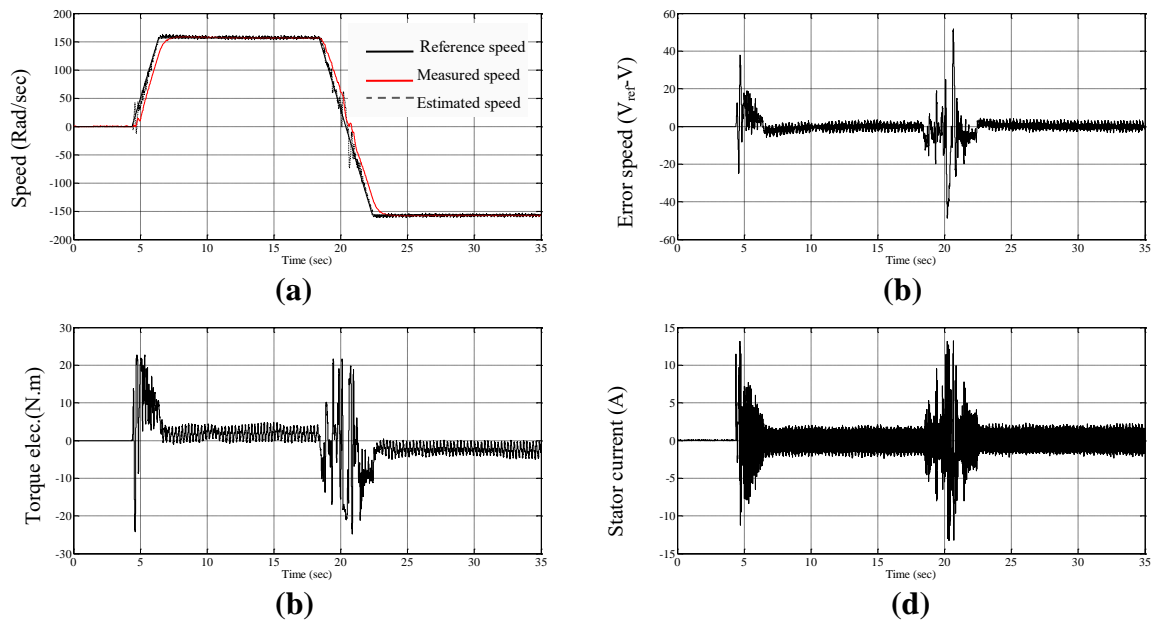 Speed (Rad/sec)
200
150
100
50
0
-50
-100
-150
-200
Reference speed
Measured speed
Estimated speed
0 5 10 15 20 25 30 35
Time (sec)
(a)
Error speed (Vref-V)
60
40
20
0
-20
-40
-60
0 5 10 15 20 25 30 35
Time (sec)
(b)
Torque elec.(N.m)
30
20
10
0
-10
-20
-30
0 5 10 15 20 25 30 35
Time (sec)
(b)
Stator current (A)
15
10
5
0
-5
-10
-15
0 5 10 15 20 25 30 35
Time (sec)
(d)